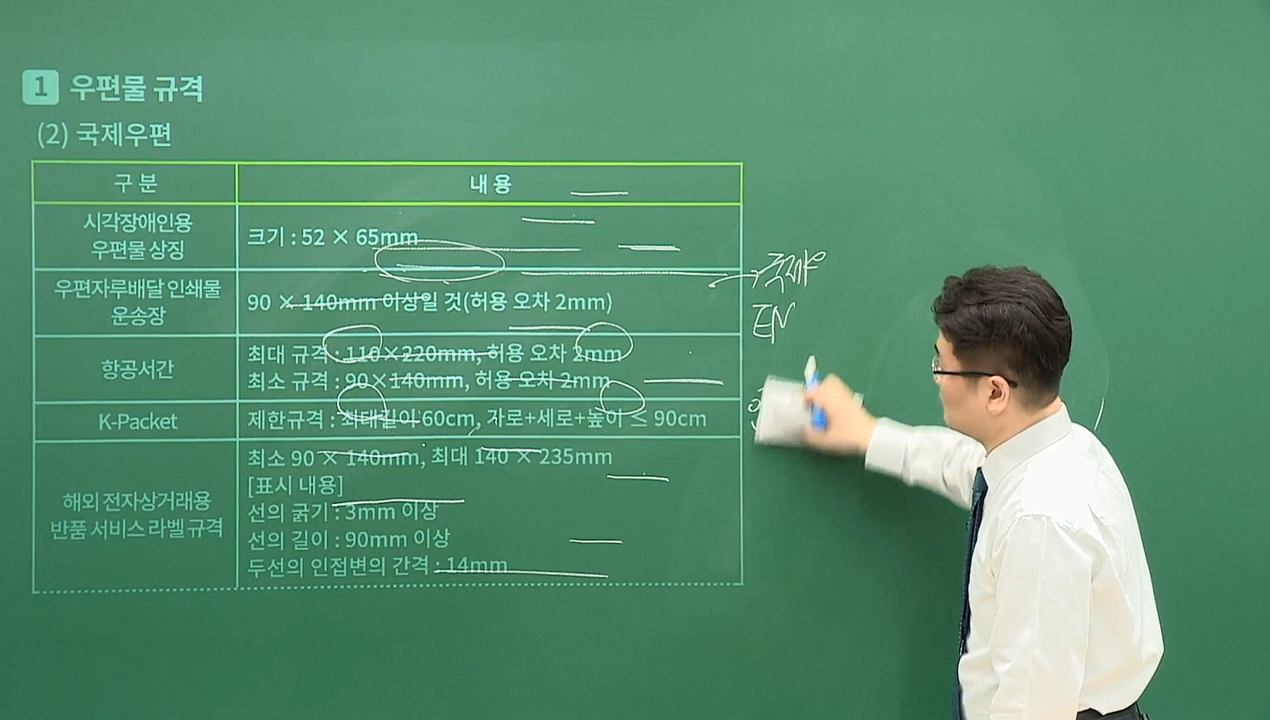 1 우편물 규격
(2) 국제우편
구 분
내 용
시각장애인용
우편물 상징
크기 : 52 × 65mm
우편자루배달 인쇄물
운송장
90 × 140mm 이상일 것(허용 오차 2mm)
항공서간
최대 규격 : 110×220mm, 허용 오차 2mm
최소 규격 : 90×140mm, 허용 오차 2mm
K-Packet
제한규격 : 최대길이 60cm, 가로+세로+높이 ≤ 90cm
해외 전자상거래용
반품 서비스 라벨 규격
최소 90 × 140mm, 최대 140 × 235mm
[표시 내용]
선의 굵기 : 3mm 이상
선의 길이 : 90mm 이상
두선의 인접변의 간격 : 14mm
EN